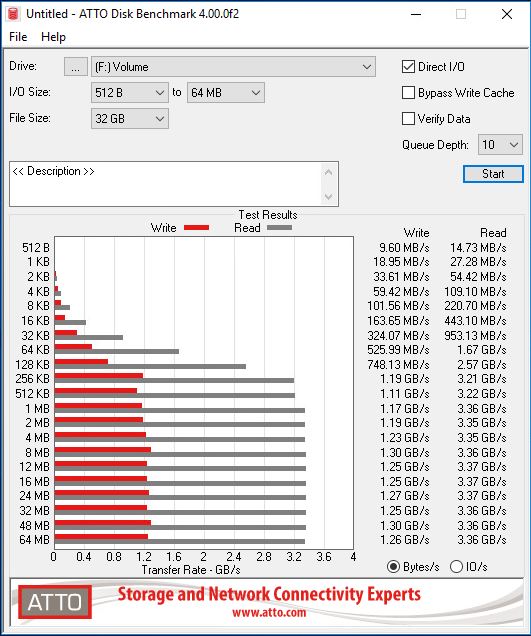 Untitled - ATTO Disk Benchmark 4.00.0f2
File Help
Drive: ... (F:) Volume
Direct I/O
I/O Size: 512 B to 64 MB
Bypass Write Cache
File Size: 32 GB
Verify Data
Queue Depth: 10
<< Description >>
Start
Test Results
Write Read Write Read
512 B 9.60 MB/s 14.73 MB/s
1 KB 18.95 MB/s 27.28 MB/s
2 KB 33.61 MB/s 54.42 MB/s
4 KB 59.42 MB/s 109.10 MB/s
8 KB 101.56 MB/s 220.70 MB/s
16 KB 163.65 MB/s 443.10 MB/s
32 KB 324.07 MB/s 953.13 MB/s
64 KB 525.99 MB/s 1.67 GB/s
128 KB 748.13 MB/s 2.57 GB/s
256 KB 1.19 GB/s 3.21 GB/s
512 KB 1.11 GB/s 3.22 GB/s
1 MB 1.17 GB/s 3.36 GB/s
2 MB 1.19 GB/s 3.35 GB/s
4 MB 1.23 GB/s 3.35 GB/s
8 MB 1.30 GB/s 3.36 GB/s
12 MB 1.25 GB/s 3.37 GB/s
16 MB 1.25 GB/s 3.37 GB/s
24 MB 1.27 GB/s 3.37 GB/s
32 MB 1.25 GB/s 3.36 GB/s
48 MB 1.30 GB/s 3.36 GB/s
64 MB 1.26 GB/s 3.36 GB/s
0 0.4 0.8 1.2 1.6 2 2.4 2.8 3.2 3.6 4
Transfer Rate - GB/s
Bytes/s IO/s
ATTO Storage and Network Connectivity Experts
www.atto.com